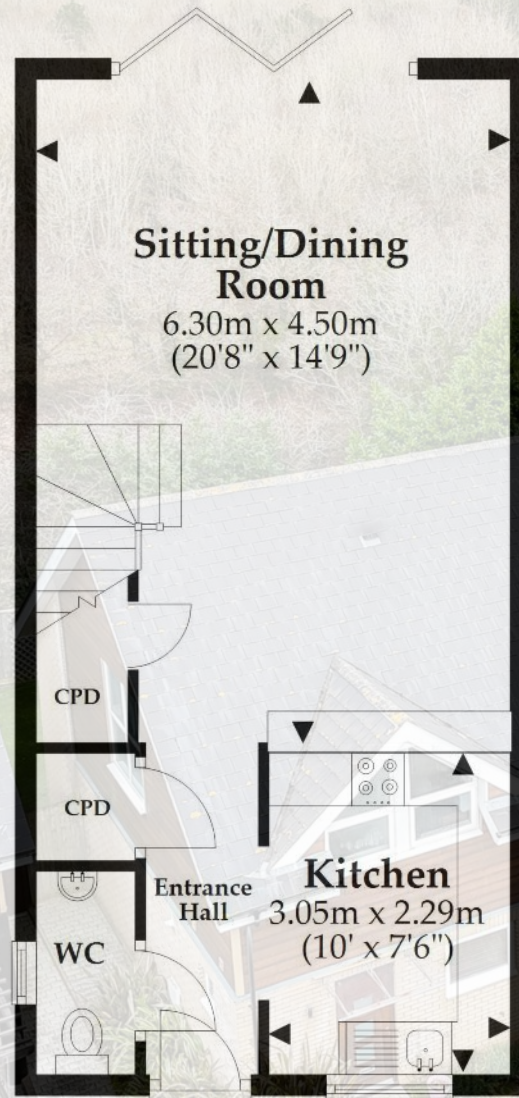 Sitting/Dining
Room
6.30m x 4.50m
(20'8" x 14'9")
CPD
CPD
Entrance
Hall
Kitchen
3.05m x 2.29m
(10' x 7'6")
WC